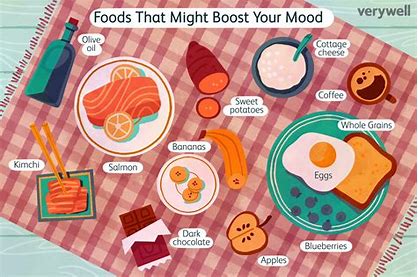 Foods That Might Boost Your Mood
verywell
Olive
oil
Cottage
cheese
Coffee
Sweet
potatoes
Whole Grains
Bananas
Salmon
Kimchi
Eggs
Dark
chocolate
Blueberries
Apples